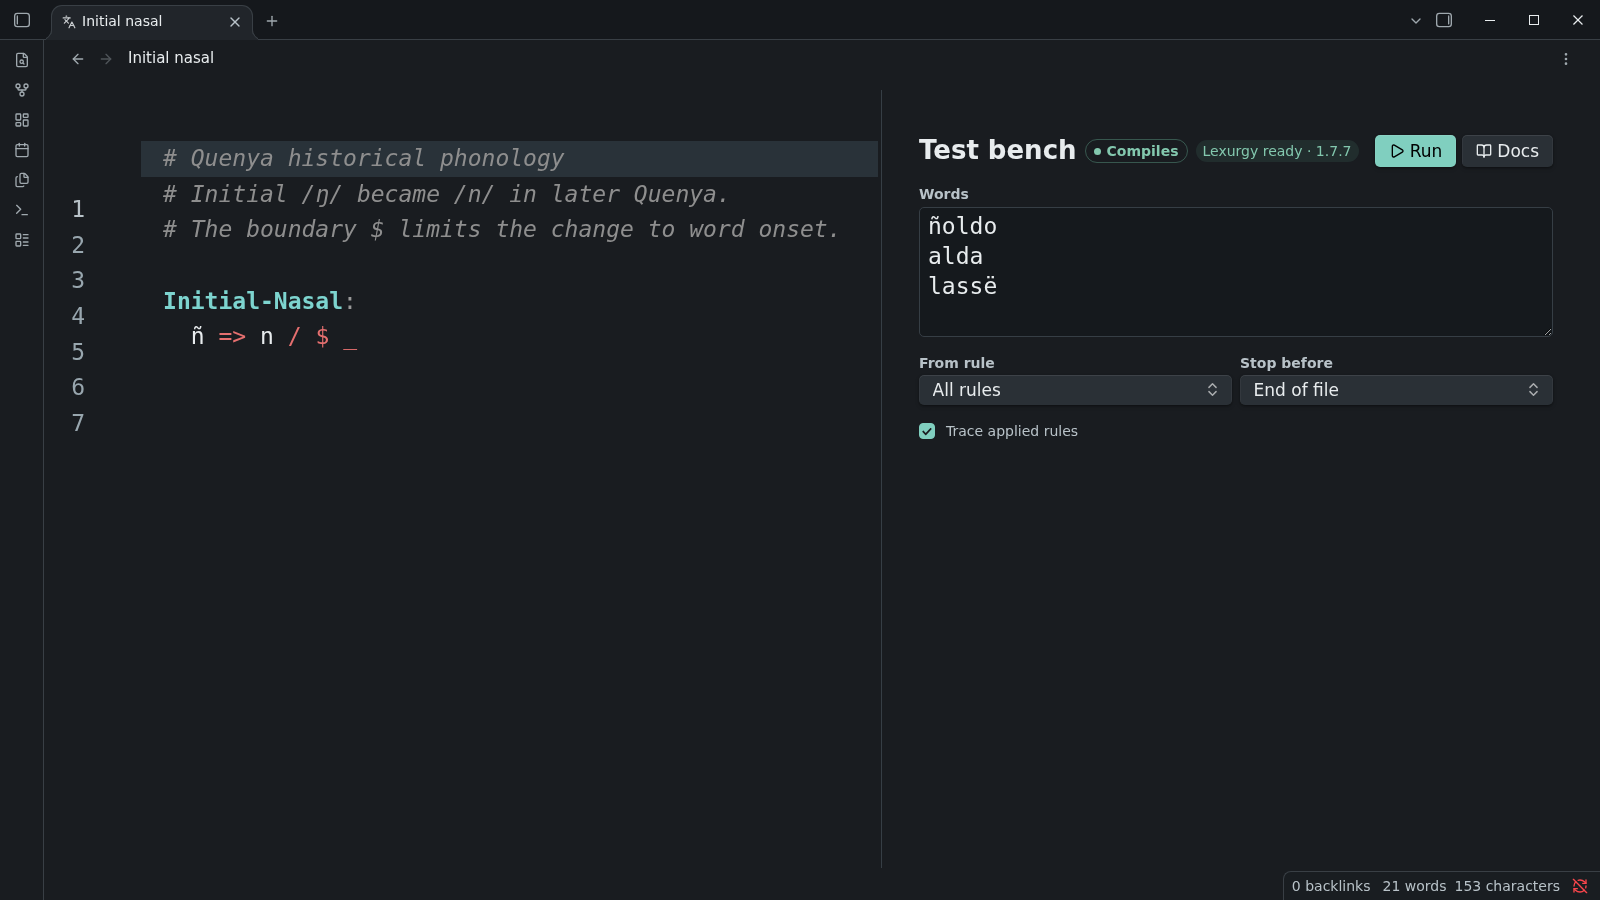 Initial nasal
Initial nasal
1
2
3
4
5
6
7
# Quenya historical phonology
# Initial /ŋ/ became /n/ in later Quenya.
# The boundary $ limits the change to word onset.
Initial-Nasal:
ñ => n / $ _
Test bench
Compiles
Lexurgy ready · 1.7.7
Run
Docs
Words
ñoldo
alda
lassë
From rule
Stop before
All rules
End of file
Trace applied rules
0 backlinks 21 words 153 characters